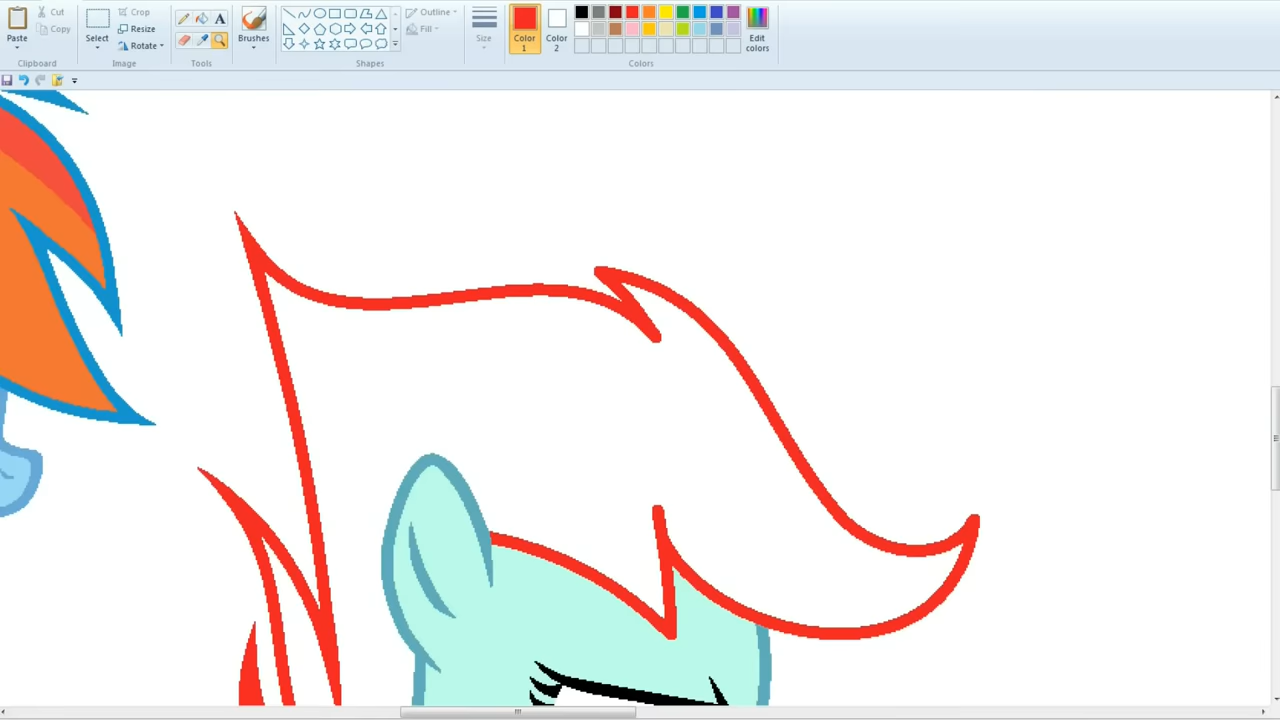 Paste
Cut
Copy
Clipboard
Select
Crop
Resize
Rotate
Image
A
Tools
Brushes
Shapes
Outline
Fill
Size
Color
1
Color
2
Edit
colors
Colors